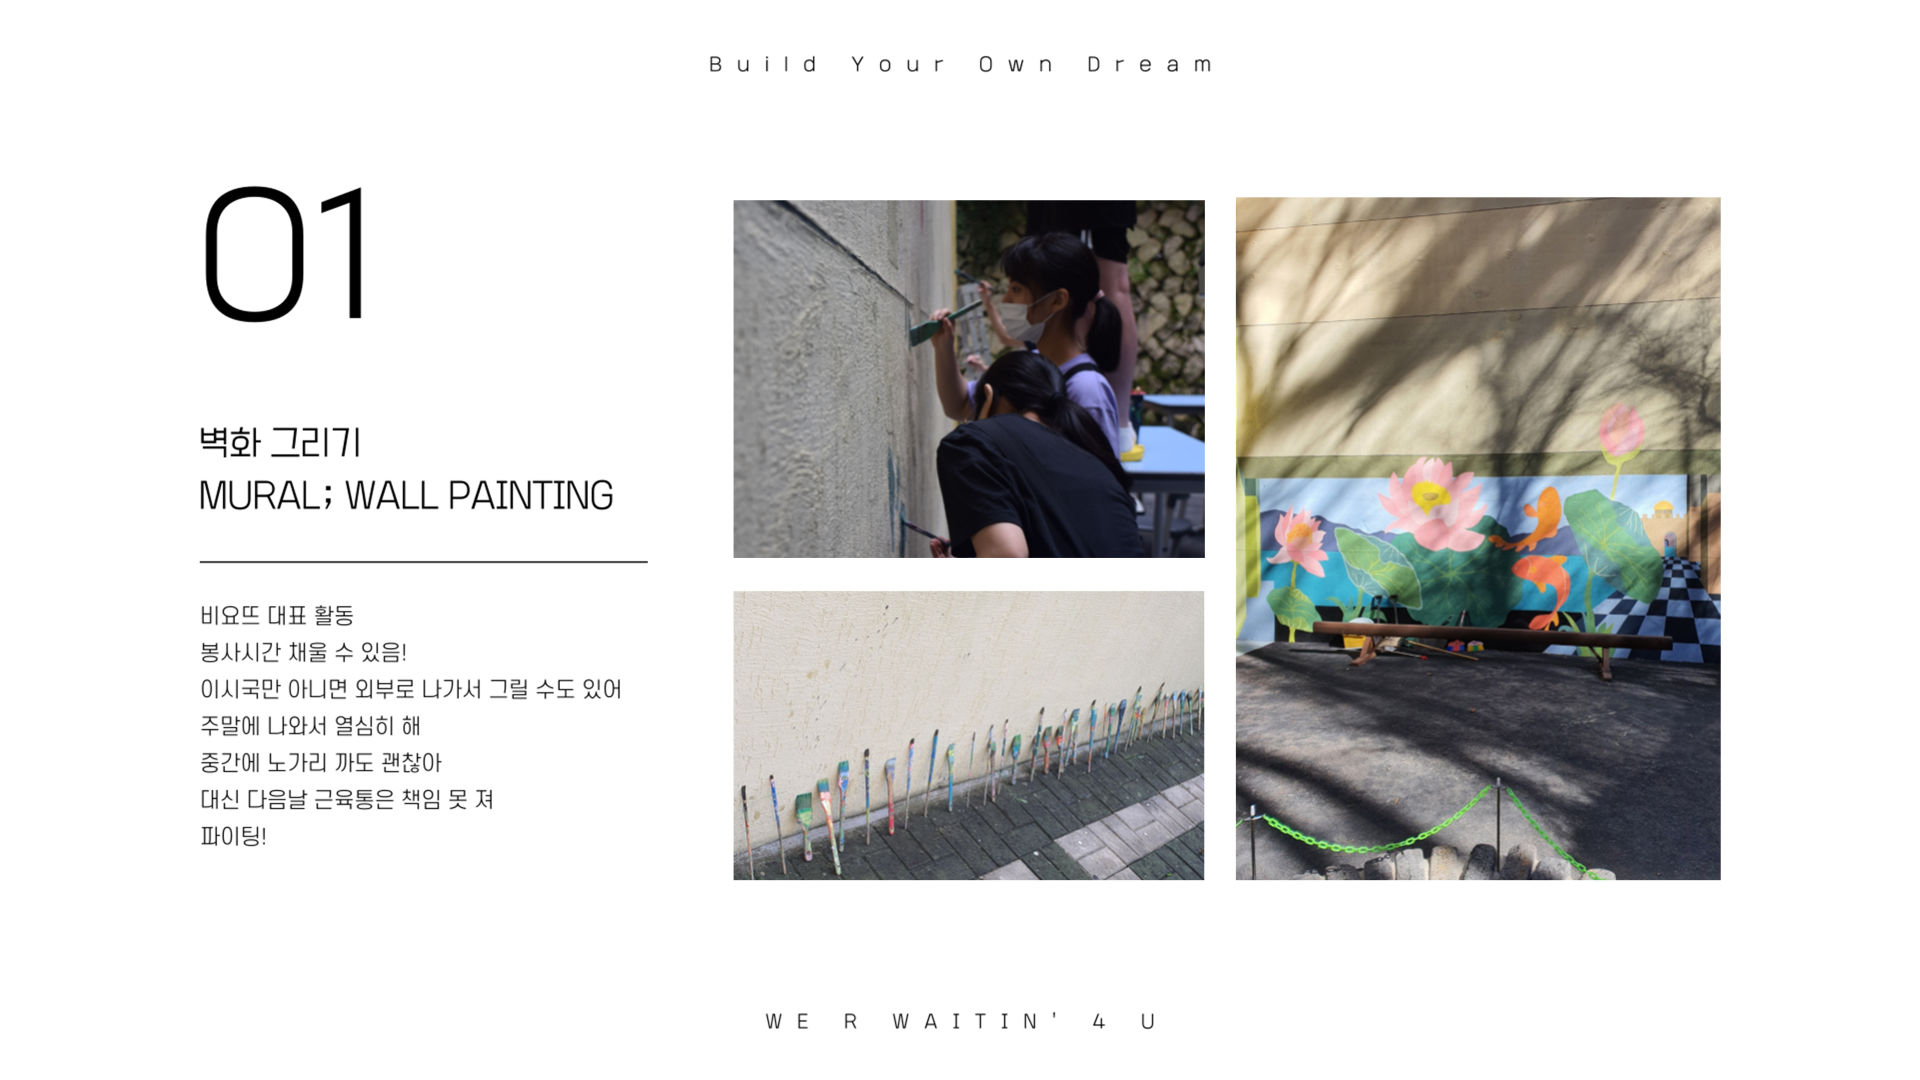 Build Your Own Dream
01
벽화 그리기
MURAL; WALL PAINTING
비요뜨 대표 활동
봉사시간 채울 수 있음!
이시국만 아니면 외부로 나가서 그릴 수도 있어
주말에 나와서 열심히 해
중간에 노가리 까도 괜찮아
대신 다음날 근육통은 책임 못 져
파이팅!
WE R WAITIN' 4 U